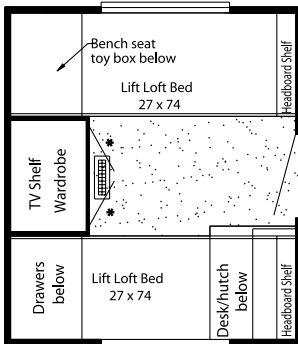 Bench seat
toy box below
Lift Loft Bed
27 x 74
Headboard Shelf
TV Shelf
Wardrobe
*
*
Drawers
below
Lift Loft Bed
27 x 74
Desk/hutch
below
Headboard Shelf